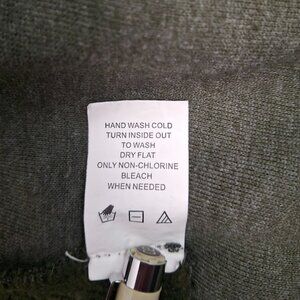 HAND WASH COLD
TURN INSIDE OUT
TO WASH
DRY FLAT
ONLY NON-CHLORINE
BLEACH
WHEN NEEDED